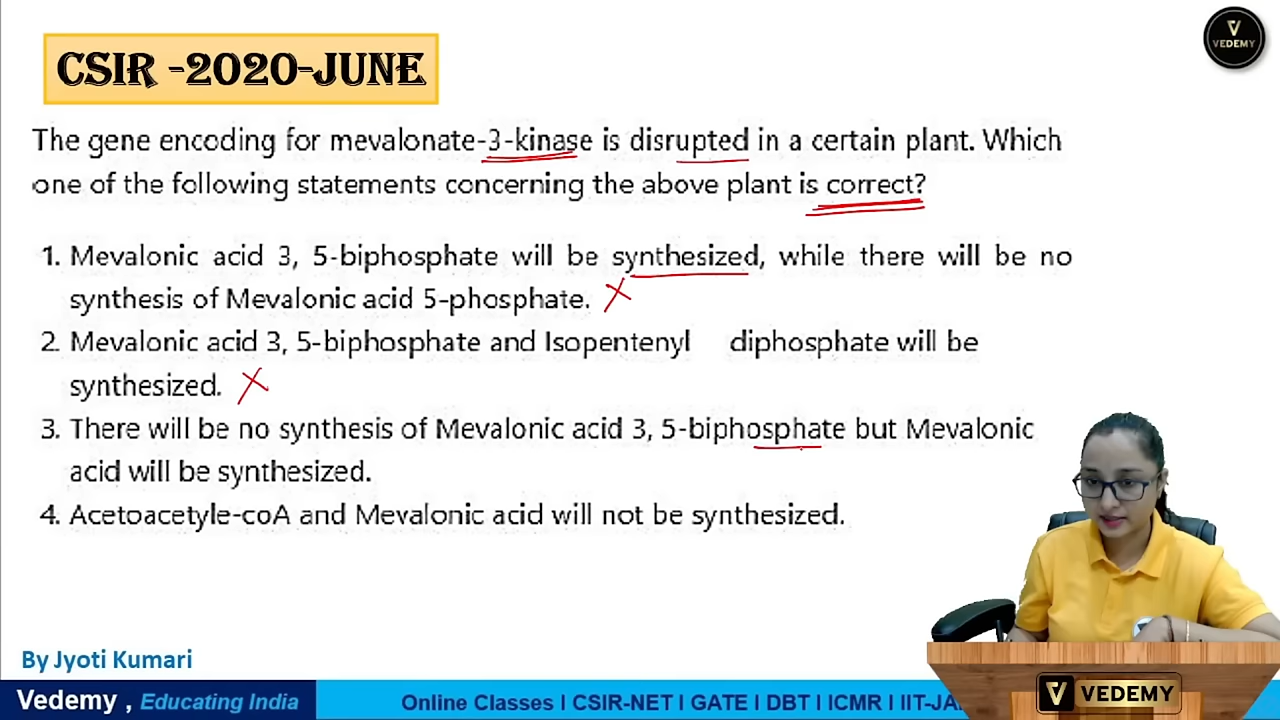 CSIR -2020-JUNE
VEDEMY
The gene encoding for mevalonate-3-kinase is disrupted in a certain plant. Which
one of the following statements concerning the above plant is correct?
1. Mevalonic acid 3, 5-biphosphate will be synthesized, while there will be no
synthesis of Mevalonic acid 5-phosphate.
2. Mevalonic acid 3, 5-biphosphate and Isopentenyl diphosphate will be
synthesized.
3. There will be no synthesis of Mevalonic acid 3, 5-biphosphate but Mevalonic
acid will be synthesized.
4. Acetoacetyle-coA and Mevalonic acid will not be synthesized.
By Jyoti Kumari
Vedemy , Educating India
Online Classes I CSIR-NET I GATE I DBT I ICMR I IIT-JA
VEDEMY